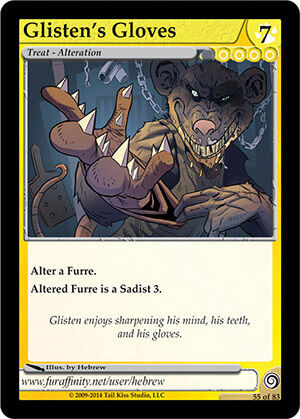 Glisten's Gloves
7
Treat - Alteration
Alter a Furre.
Altered Furre is a Sadist 3.
Glisten enjoys sharpening his mind, his teeth,
and his gloves.
Illus. by Hebrew
www.furaffinity.net/user/hebrew
55 of 83
© 2009-2014 Tail Kiss Studio, LLC